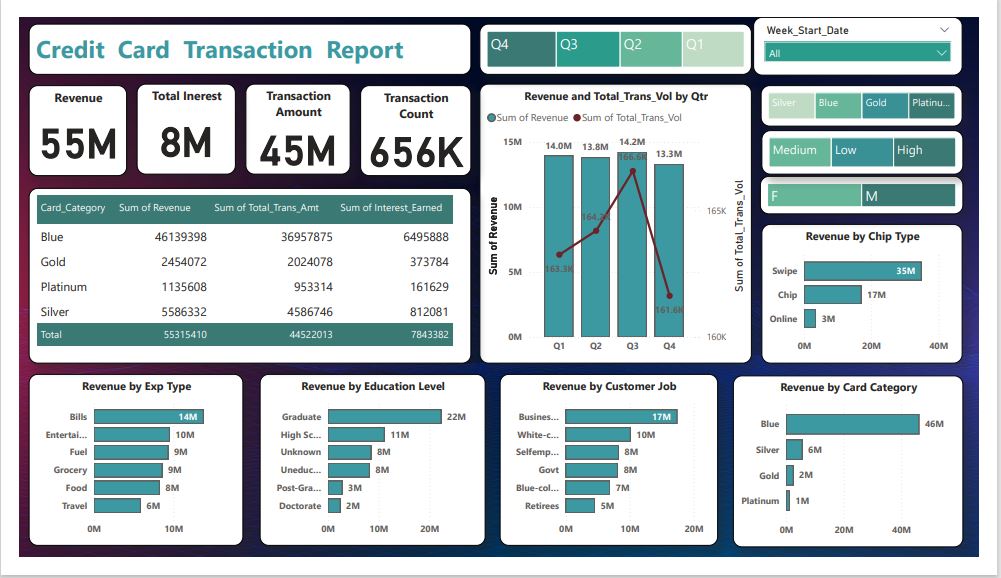 Credit Card Transaction Report
Q4 Q3 Q2 Q1
Week_Start_Date
All
Revenue
55M
Total Inerest
8M
Transaction
Amount
45M
Transaction
Count
656K
Revenue and Total_Trans_Vol by Qtr
Sum of Revenue Sum of Total_Trans_Vol
15M
10M
5M
0M
Sum of Revenue
14.0M 13.8M 14.2M 13.3M
163.3K 164.2K 166.6K 161.6K
165K
160K
Sum of Total_Trans_Vol
Q1 Q2 Q3 Q4
Silver Blue Gold Platinu...
Medium Low High
F M
Card_Category Sum of Revenue Sum of Total_Trans_Amt Sum of Interest_Earned
Blue 46139398 36957875 6495888
Gold 2454072 2024078 373784
Platinum 1135608 953314 161629
Silver 5586332 4586746 812081
Total 55315410 44522013 7843382
Revenue by Chip Type
Swipe 35M
Chip 17M
Online 3M
0M 20M 40M
Revenue by Exp Type
Bills 14M
Entertai... 10M
Fuel 9M
Grocery 9M
Food 8M
Travel 6M
0M 10M
Revenue by Education Level
Graduate 22M
High Sc... 11M
Unknown 8M
Uneduc... 8M
Post-Gra... 3M
Doctorate 2M
0M 10M 20M
Revenue by Customer Job
Busines... 17M
White-c... 10M
Selfemp... 8M
Govt 8M
Blue-col... 7M
Retirees 5M
0M 10M 20M
Revenue by Card Category
Blue 46M
Silver 6M
Gold 2M
Platinum 1M
0M 20M 40M